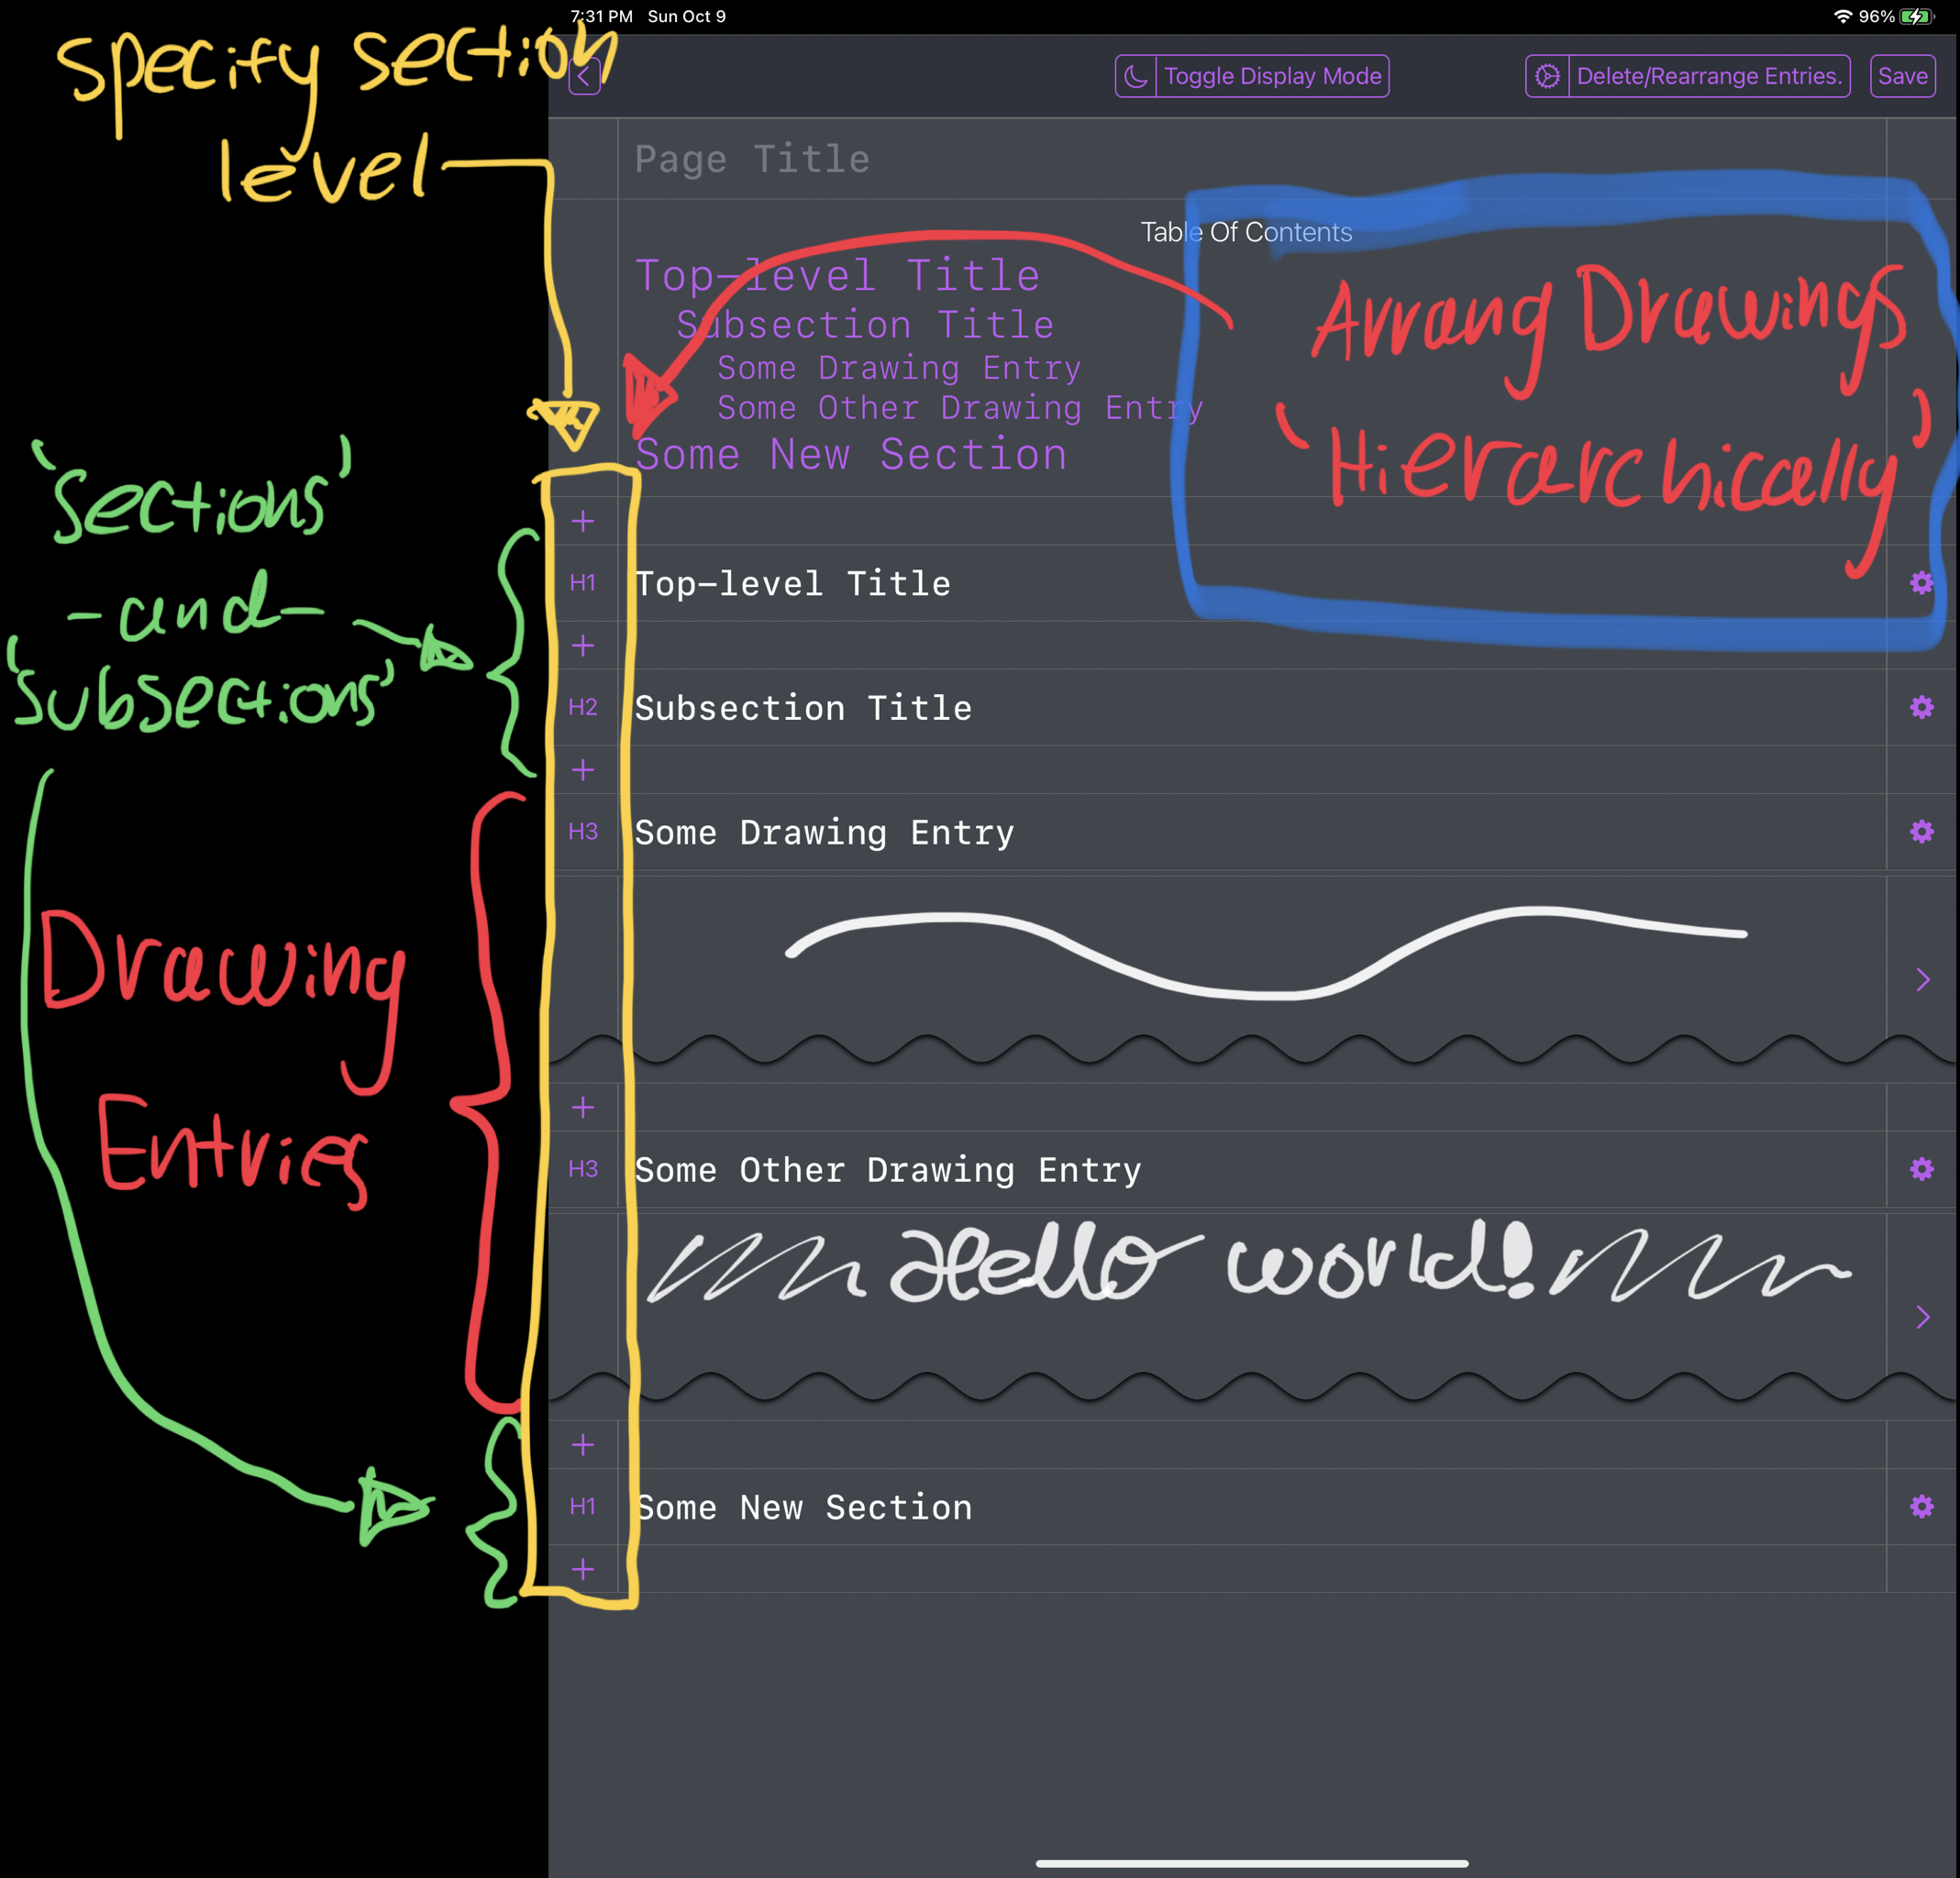 7:31 PM Sun Oct 9
96%
specify section
level
Toggle Display Mode
Delete/Rearrange Entries.
Save
Page Title
Table Of Contents
Top-level Title
Subsection Title
Some Drawing Entry
Some Other Drawing Entry
Some New Section
Arrang Drawings
'Hierarchically'
'Sections'
-and-
'Subsections'
Drawing
Entries
+
H1 Top-level Title
+
H2 Subsection Title
+
H3 Some Drawing Entry
+
H3 Some Other Drawing Entry
Hello world!
+
H1 Some New Section
+